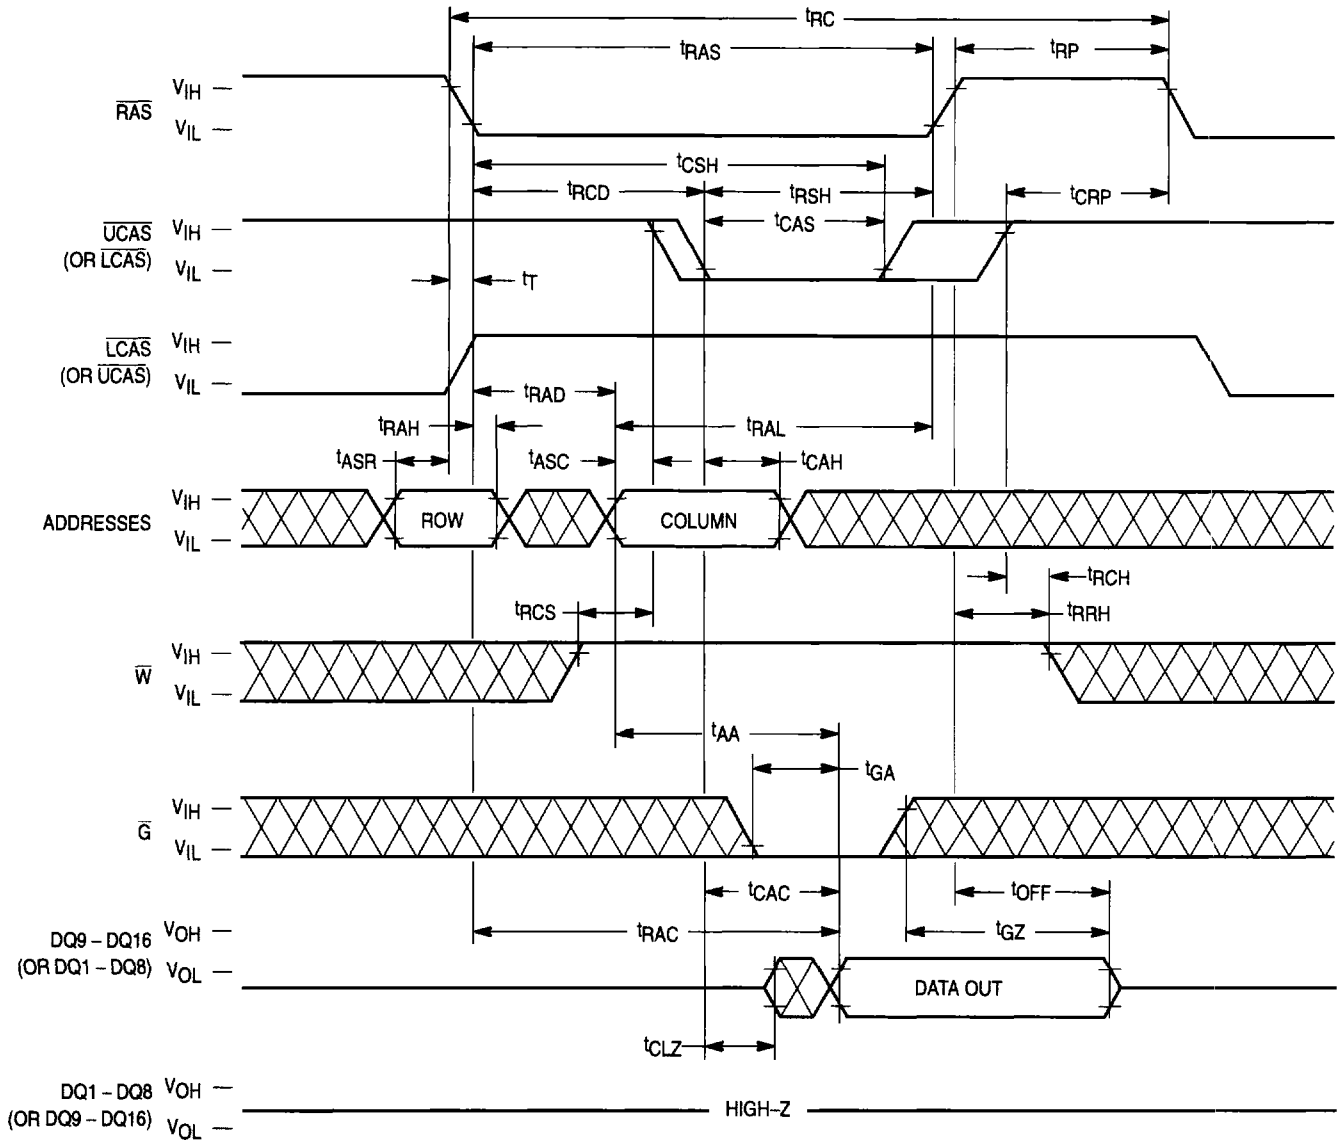 tRC
tRAS
tRP
RAS
VIH
VIL
tCSH
tRCD
tRSH
tCRP
tCAS
UCAS
(OR LCAS)
VIH
VIL
tT
LCAS
(OR UCAS)
VIH
VIL
tRAD
tRAH
tRAL
tASR
tASC
tCAH
ADDRESSES
VIH
VIL
ROW
COLUMN
tRCH
tRCS
tRRH
W
VIH
VIL
tAA
tGA
G
VIH
VIL
tCAC
tOFF
tRAC
tGZ
DQ9 – DQ16
(OR DQ1 – DQ8)
VOH
VOL
DATA OUT
tCLZ
DQ1 – DQ8
(OR DQ9 – DQ16)
VOH
VOL
HIGH–Z